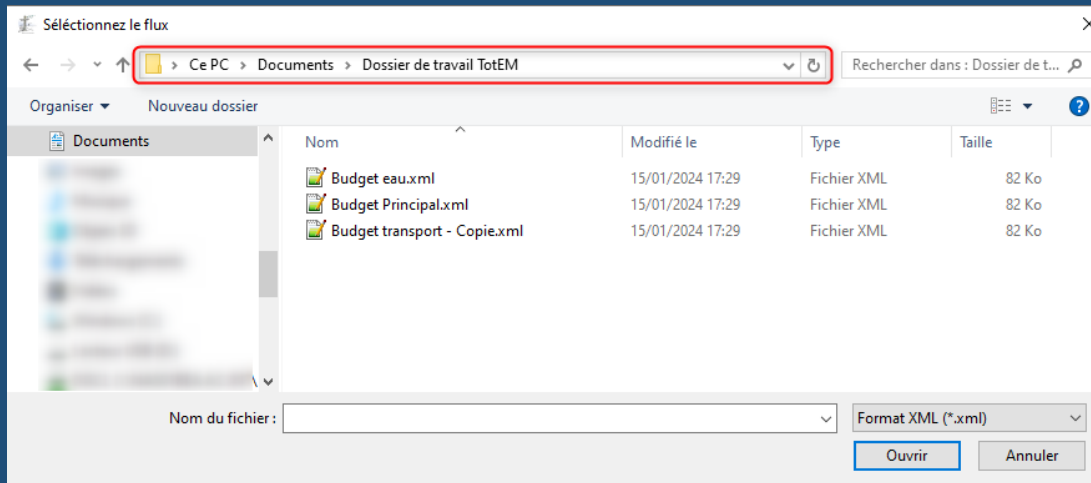 Séléctionnez le flux
Ce PC > Documents > Dossier de travail TotEM
Rechercher dans : Dossier de t...
Organiser Nouveau dossier ?
Documents
Nom Modifié le Type Taille
Budget eau.xml 15/01/2024 17:29 Fichier XML 82 Ko
Budget Principal.xml 15/01/2024 17:29 Fichier XML 82 Ko
Budget transport - Copie.xml 15/01/2024 17:29 Fichier XML 82 Ko
Nom du fichier :
Format XML (*.xml)
Ouvrir Annuler